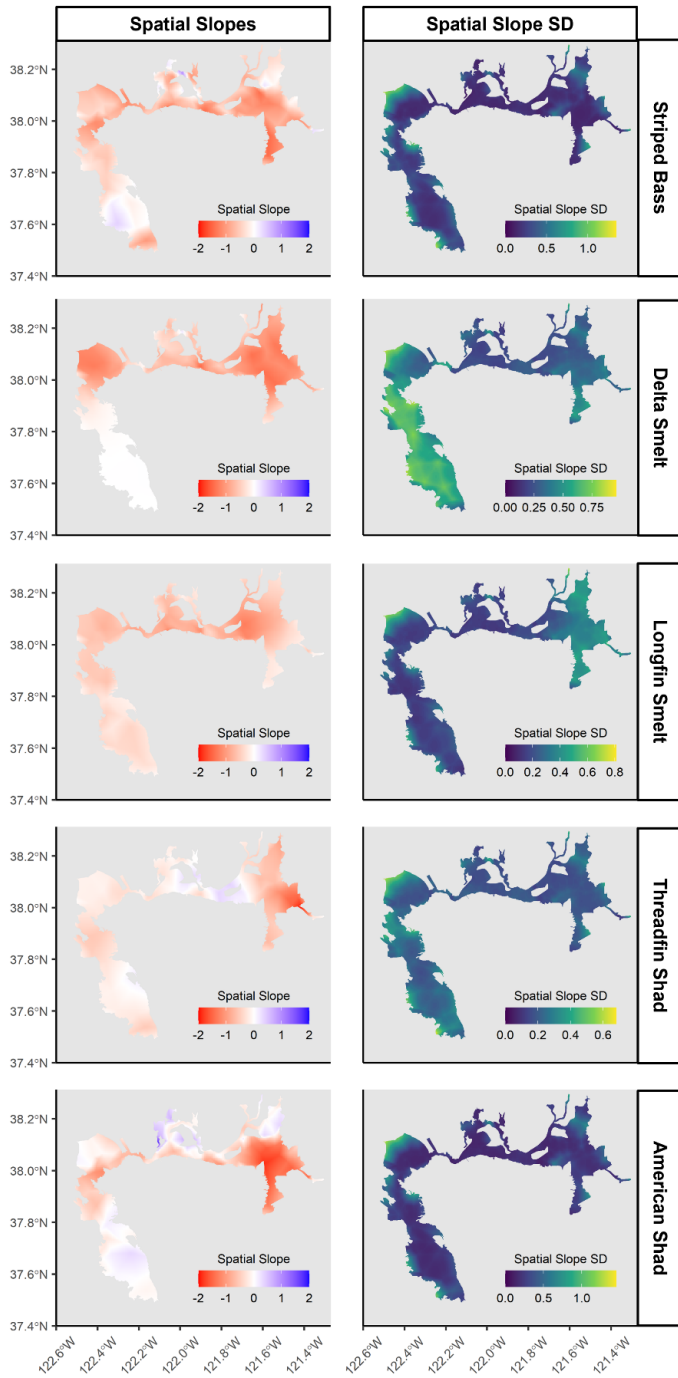 Spatial Slopes Spatial Slope SD
38.2°N
38.0°N
37.8°N
37.6°N
37.4°N
Spatial Slope
-2 -1 0 1 2
Spatial Slope SD
0.0 0.5 1.0
Striped Bass
38.2°N
38.0°N
37.8°N
37.6°N
37.4°N
Spatial Slope
-2 -1 0 1 2
Spatial Slope SD
0.00 0.25 0.50 0.75
Delta Smelt
38.2°N
38.0°N
37.8°N
37.6°N
37.4°N
Spatial Slope
-2 -1 0 1 2
Spatial Slope SD
0.0 0.2 0.4 0.6 0.8
Longfin Smelt
38.2°N
38.0°N
37.8°N
37.6°N
37.4°N
Spatial Slope
-2 -1 0 1 2
Spatial Slope SD
0.0 0.2 0.4 0.6
Threadfin Shad
38.2°N
38.0°N
37.8°N
37.6°N
37.4°N
Spatial Slope
-2 -1 0 1 2
Spatial Slope SD
0.0 0.5 1.0
American Shad
122.6°W 122.4°W 122.2°W 122.0°W 121.8°W 121.6°W 121.4°W
122.6°W 122.4°W 122.2°W 122.0°W 121.8°W 121.6°W 121.4°W